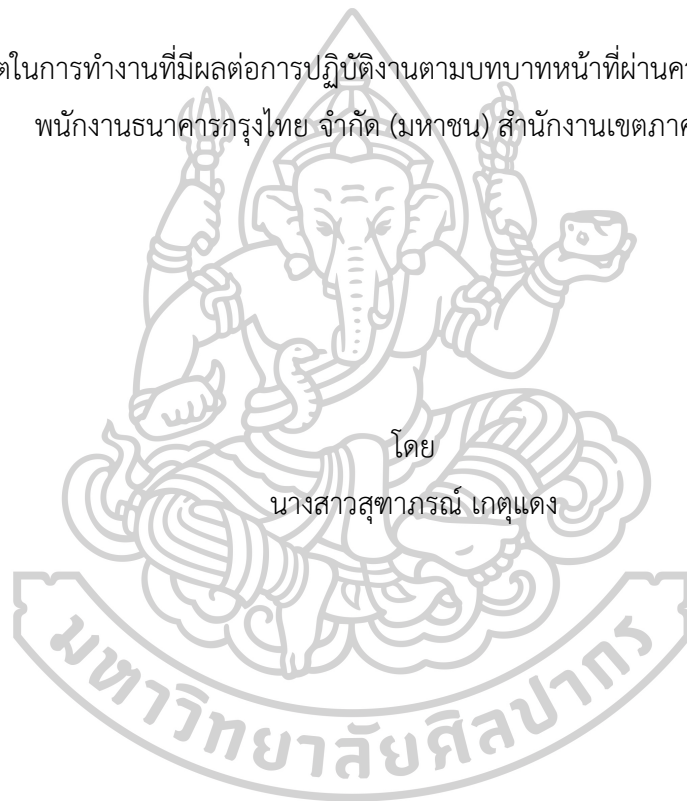 ในการทำงานที่มีผลต่อการปฏิบัติงานตามบทบาทหน้าที่ผ่าน
พนักงานธนาคารกรุงไทย จำกัด (มหาชน) สำนักงานเขตภาค
โดย
นางสาวสุฑาภรณ์ เกตุแดง
มหาวิทยาลัยศิลปากร